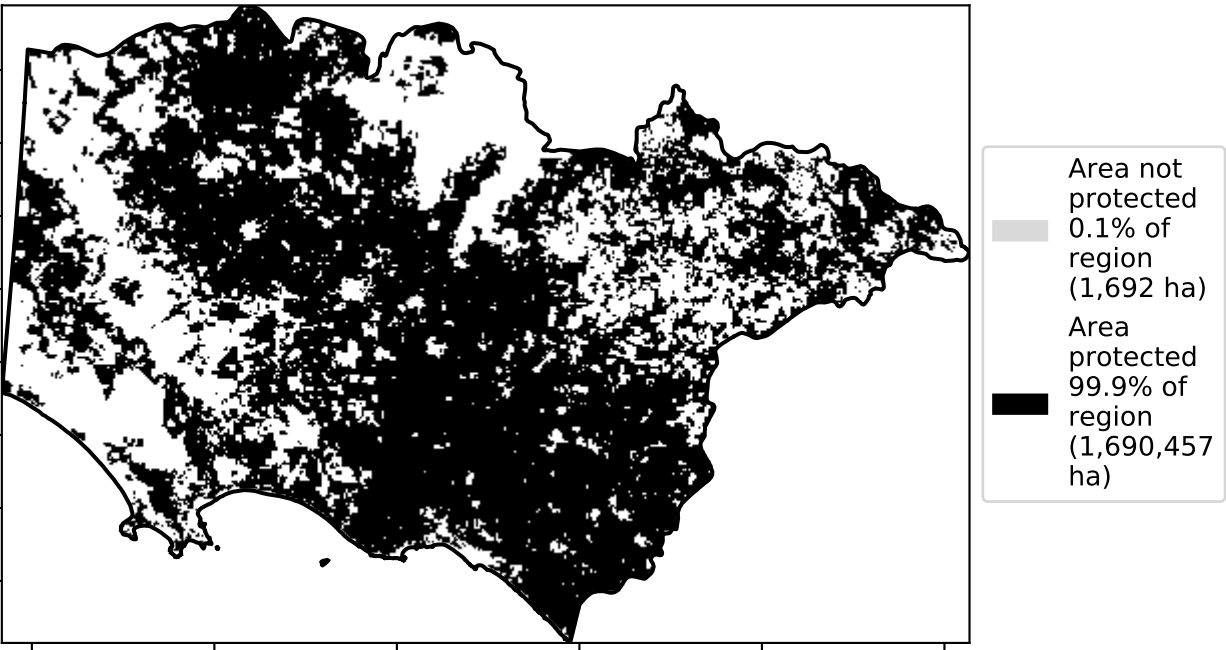 Area not
protected
0.1% of
region
(1,692 ha)
Area
protected
99.9% of
region
(1,690,457
ha)